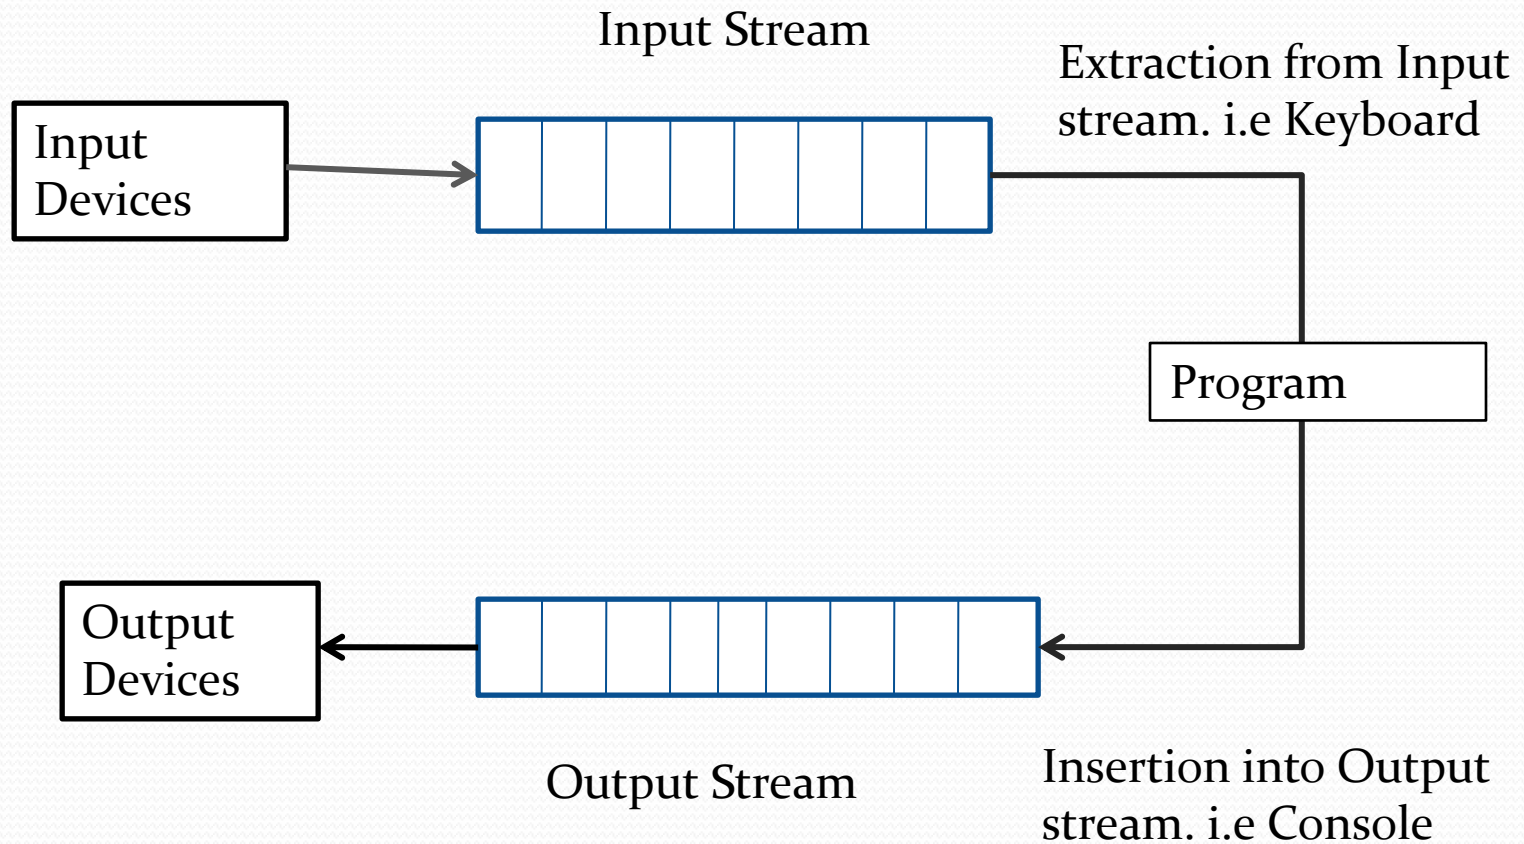 Input Stream
Extraction from Input
stream. i.e Keyboard
Input
Devices
Program
Output
Devices
Output Stream
Insertion into Output
stream. i.e Console